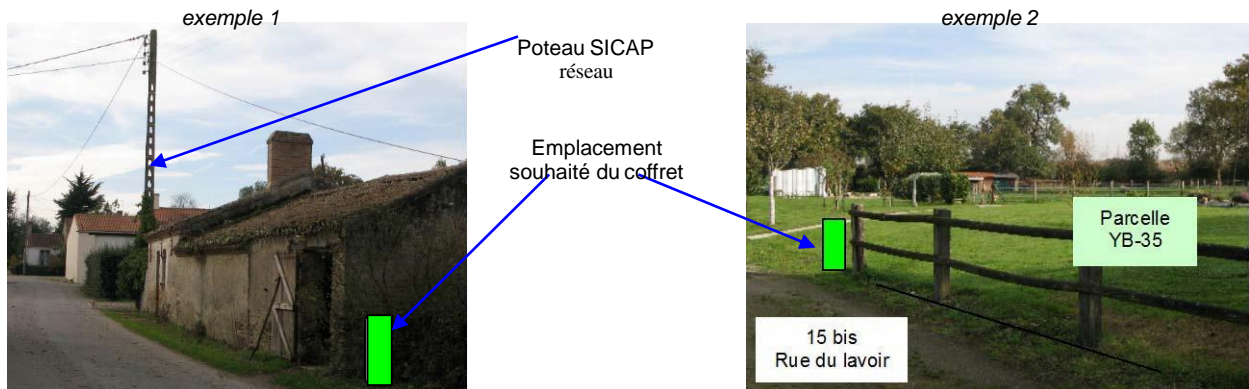 exemple 1
exemple 2
Poteau SICAP
réseau
Emplacement
souhaité du coffret
Parcelle
YB-35
15 bis
Rue du lavoir